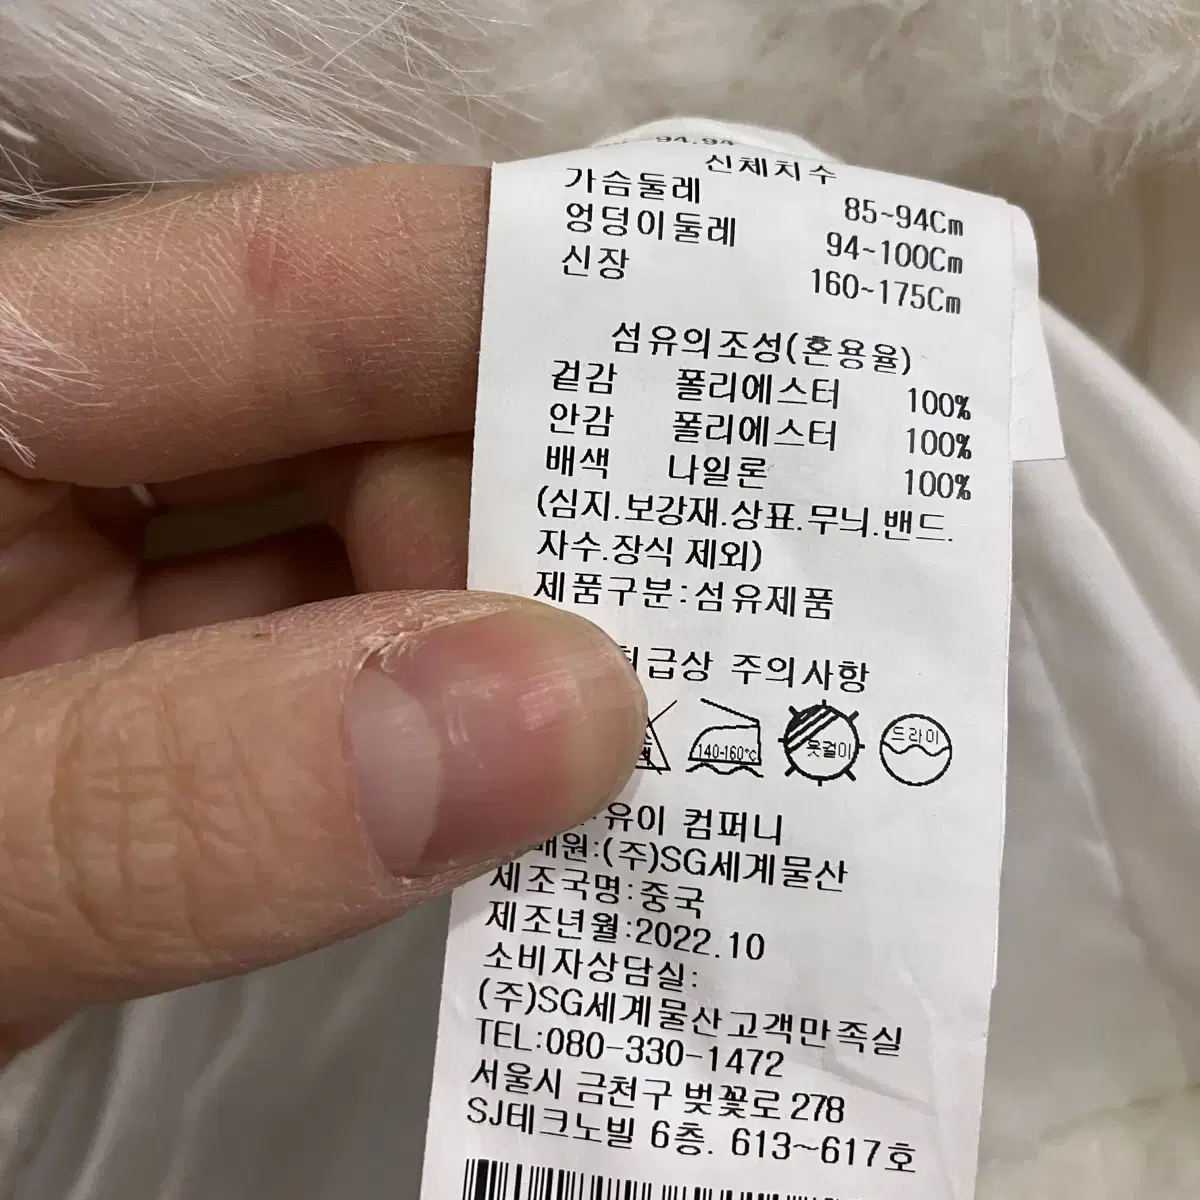 신체치수
가슴둘레 85~94Cm
엉덩이둘레 94~100Cm
신장 160~175Cm
섬유의조성(혼용율)
겉감 폴리에스터 100%
안감 폴리에스터 100%
배색 나일론 100%
(심지.보강재.상표.무늬.밴드.
자수.장식 제외)
제품구분:섬유제품
취급상 주의사항
140~160℃ 옷걸이 드라이
유이 컴퍼니
(주)SG세계물산
제조국명:중국
제조년월:2022.10
소비자상담실:
(주)SG세계물산고객만족실
TEL:080-330-1472
서울시 금천구 벚꽃로 278
SJ테크노빌 6층. 613~617호